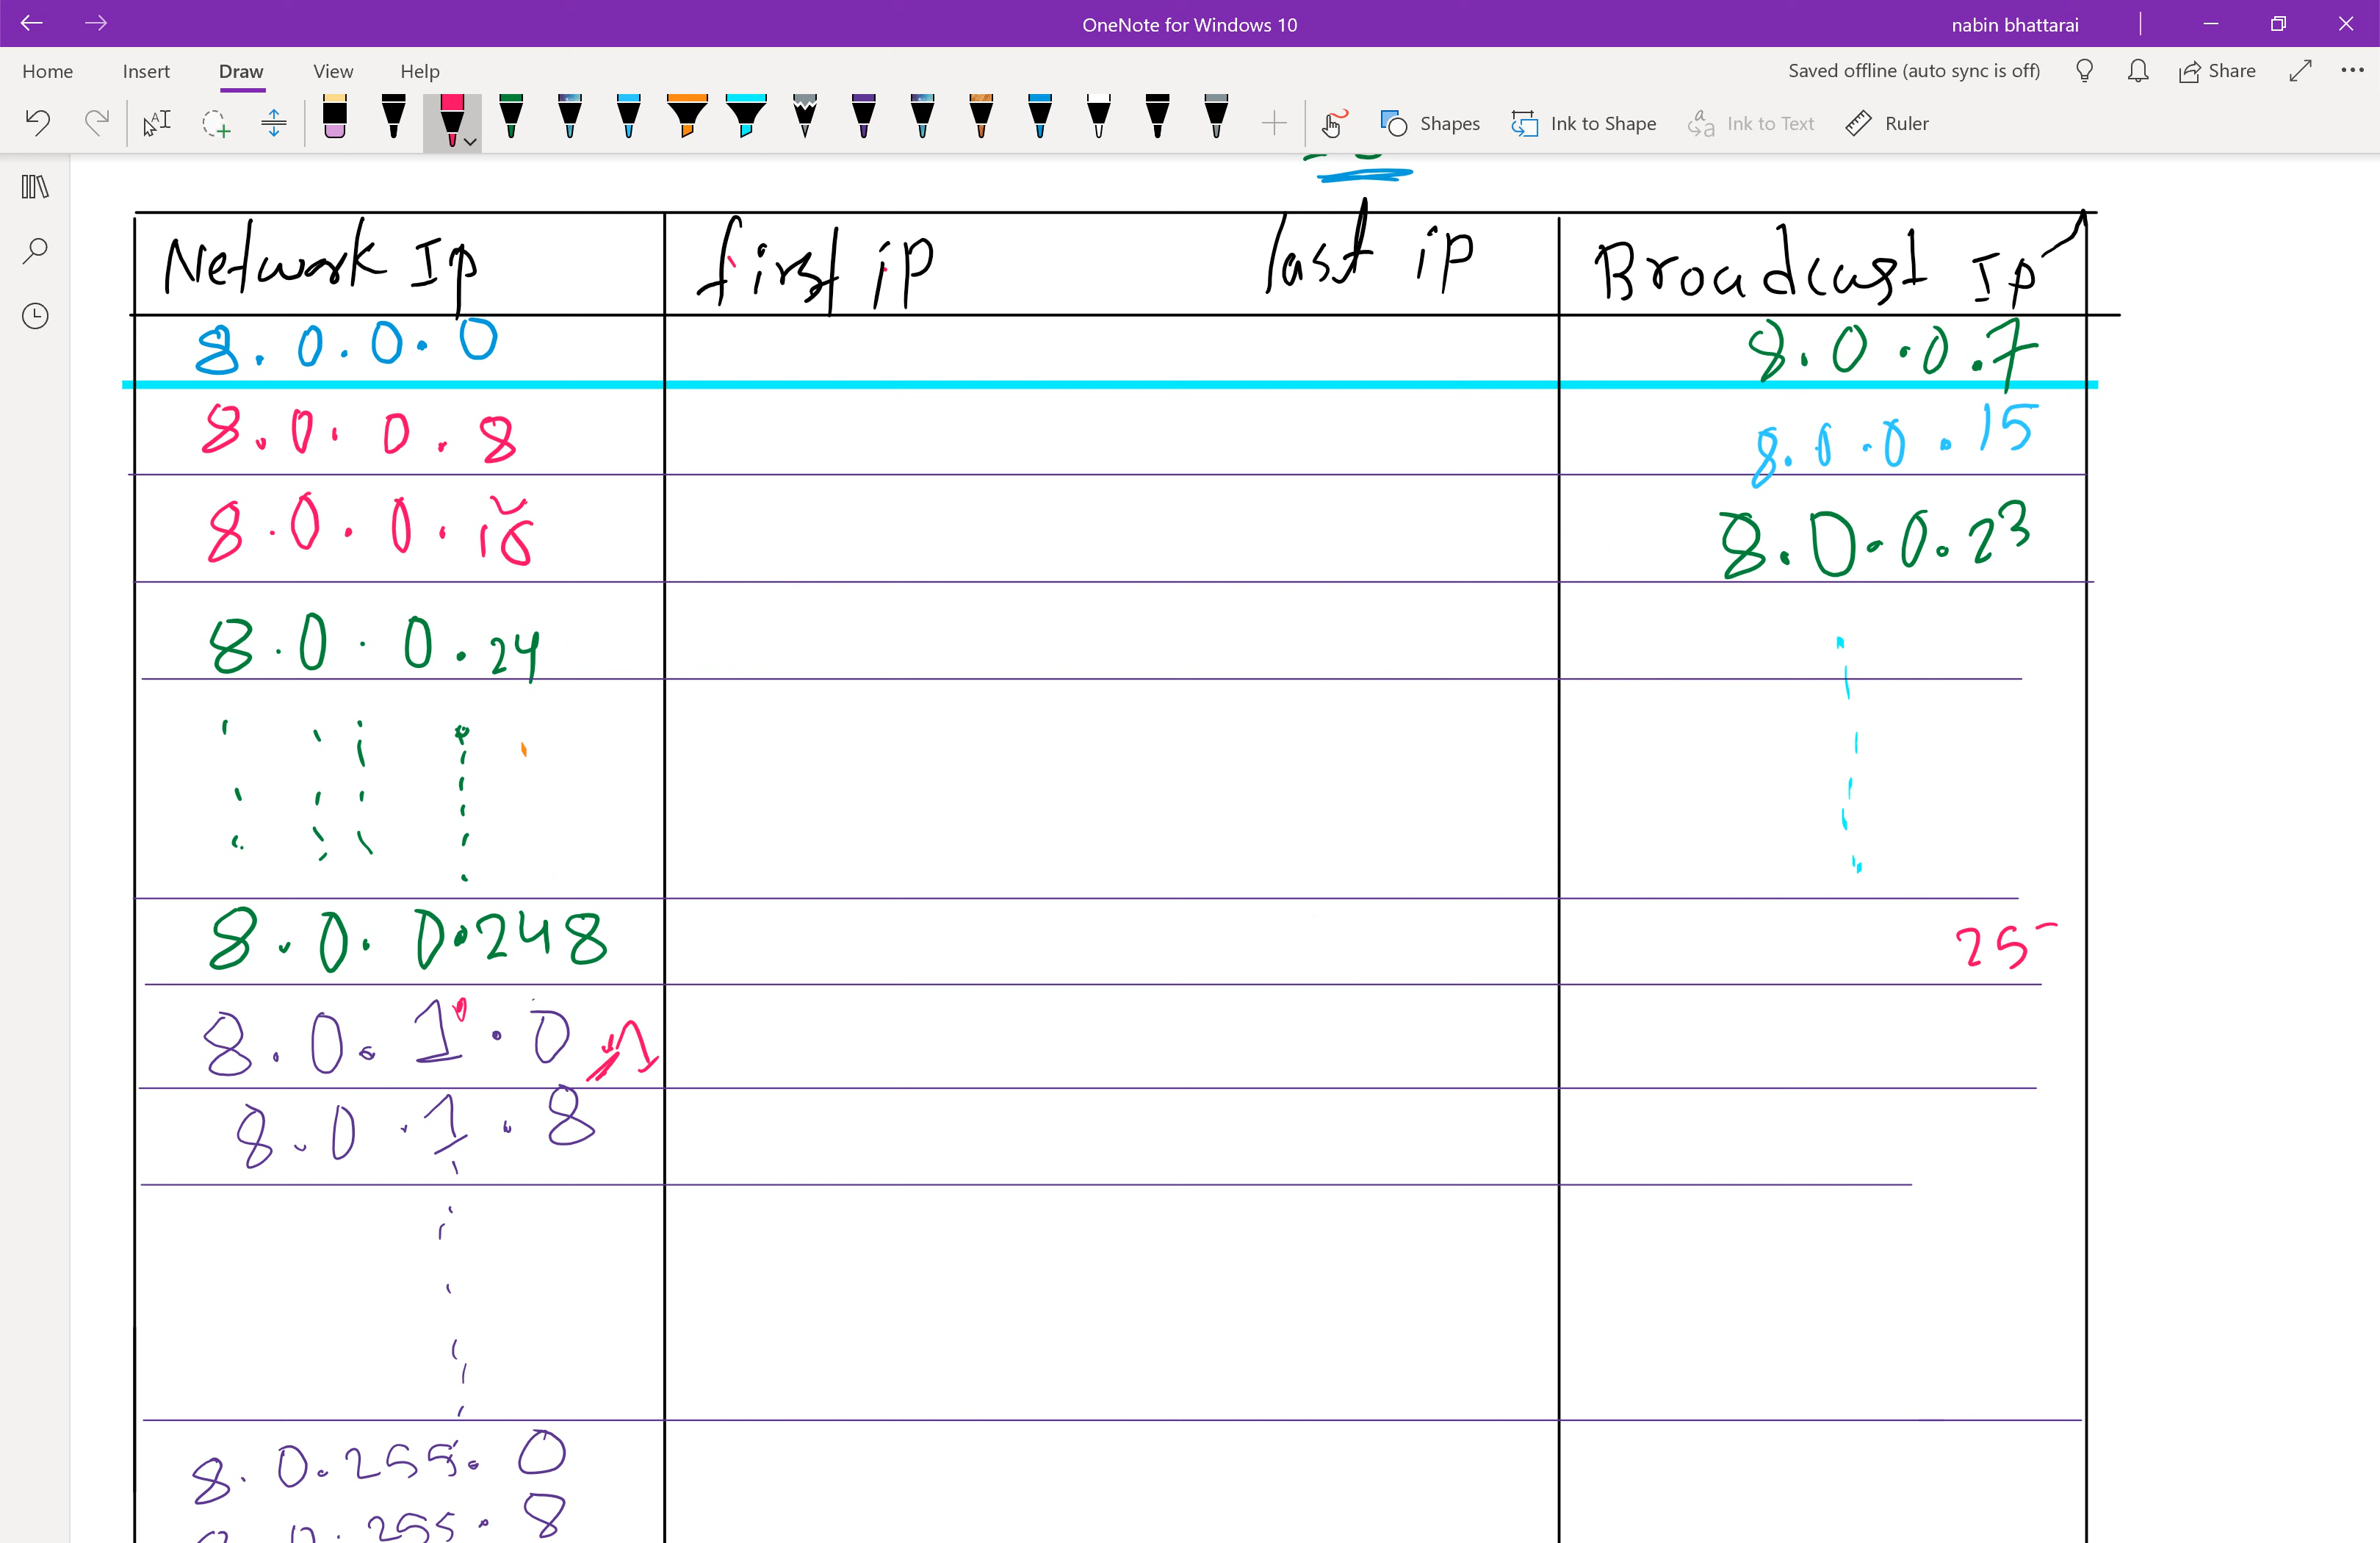 OneNote for Windows 10 nabin bhattarai
Home Insert Draw View Help Saved offline (auto sync is off) Share
Shapes Ink to Shape Ink to Text Ruler
Network Ip first ip last ip Broadcast Ip
8.0.0.0 8.0.0.7
8.0.0.8 8.0.0.15
8.0.0.16 8.0.0.23
8.0.0.24
8.0.0.248 25
8.0.1.0
8.0.1.8
8.0.255.0
255.8